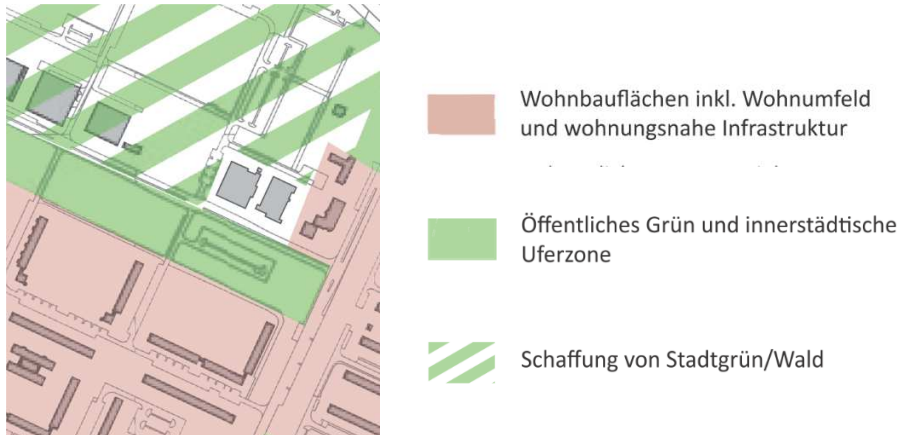 Wohnbauflächen inkl. Wohnumfeld
und wohnungsnahe Infrastruktur
Öffentliches Grün und innerstädtische
Uferzone
Schaffung von Stadtgrün/Wald